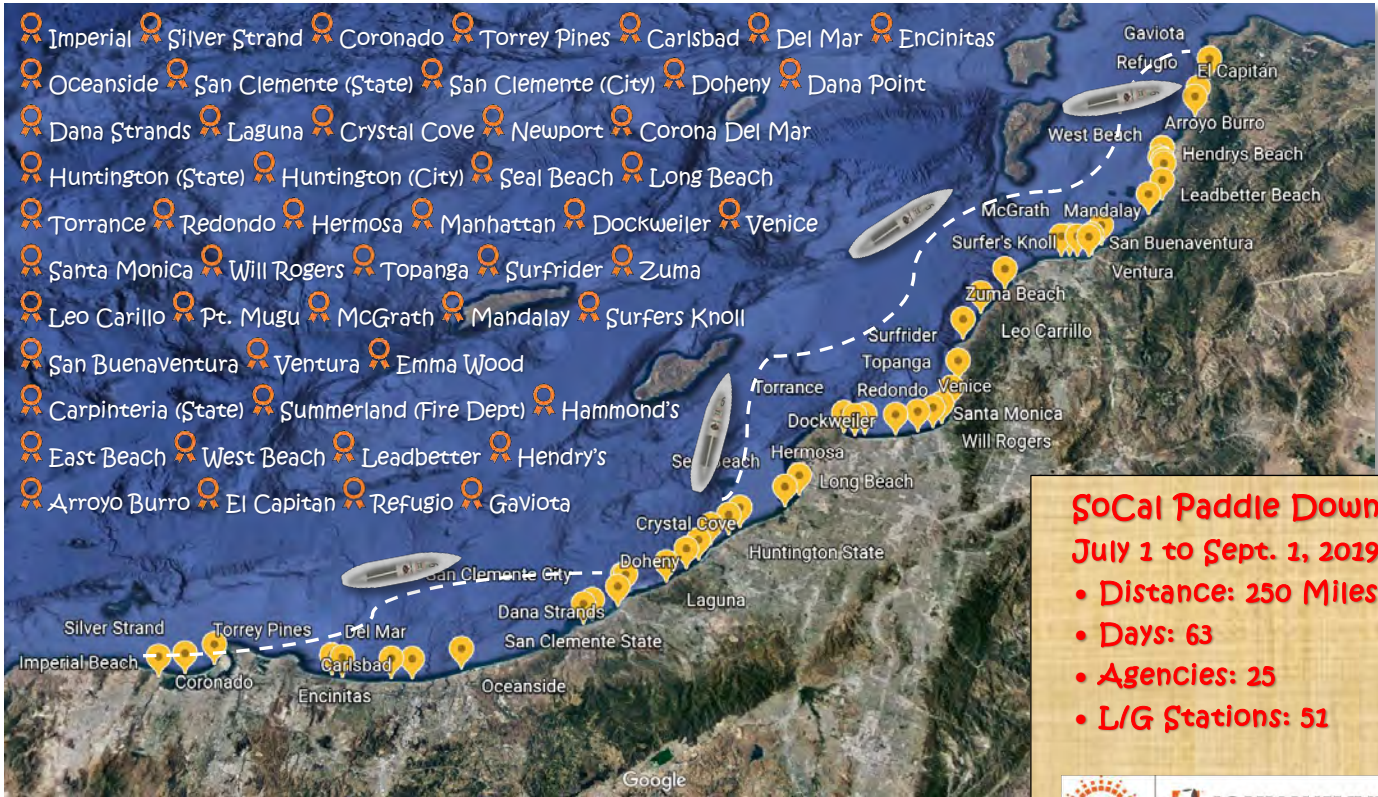 Imperial Silver Strand Coronado Torrey Pines Carlsbad Del Mar Encinitas
Oceanside San Clemente (State) San Clemente (City) Doheny Dana Point
Dana Strands Laguna Crystal Cove Newport Corona Del Mar
Huntington (State) Huntington (City) Seal Beach Long Beach
Torrance Redondo Hermosa Manhattan Dockweiler Venice
Santa Monica Will Rogers Topanga Surfrider Zuma
Leo Carillo Pt. Mugu McGrath Mandalay Surfers Knoll
San Buenaventura Ventura Emma Wood
Carpinteria (State) Summerland (Fire Dept) Hammond's
East Beach West Beach Leadbetter Hendry's
Arroyo Burro El Capitan Refugio Gaviota
Gaviota
Refugio
El Capitán
Arroyo Burro
West Beach
Hendrys Beach
Leadbetter Beach
McGrath Mandalay
Surfer's Knoll
San Buenaventura
Ventura
Zuma Beach
Leo Carrillo
Surfrider
Topanga
Torrance
Redondo
Venice
Dockweiler
Santa Monica
Will Rogers
Hermosa
Beach
Long Beach
Crystal Cove
Huntington State
Doheny
San Clemente City
Laguna
Dana Strands
San Clemente State
Silver Strand
Torrey Pines
Del Mar
Imperial Beach
Coronado
Carlsbad
Encinitas
Oceanside
Google
SoCal Paddle Down
July 1 to Sept. 1, 2019
• Distance: 250 Miles
• Days: 63
• Agencies: 25
• L/G Stations: 51